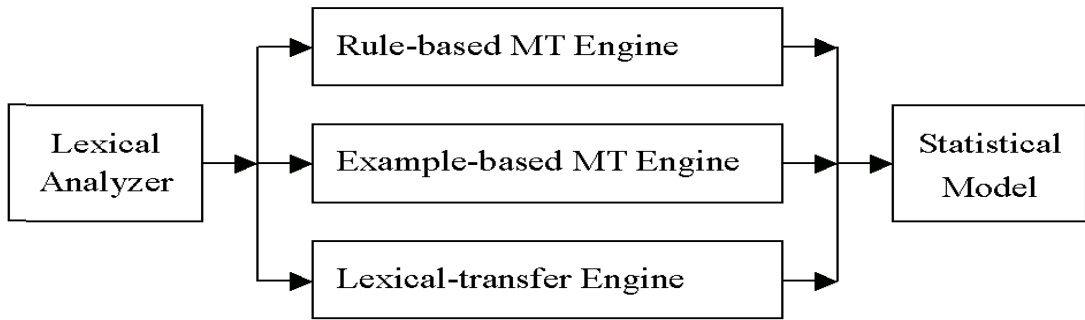 Lexical
Analyzer
Rule-based MT Engine
Example-based MT Engine
Lexical-transfer Engine
Statistical
Model